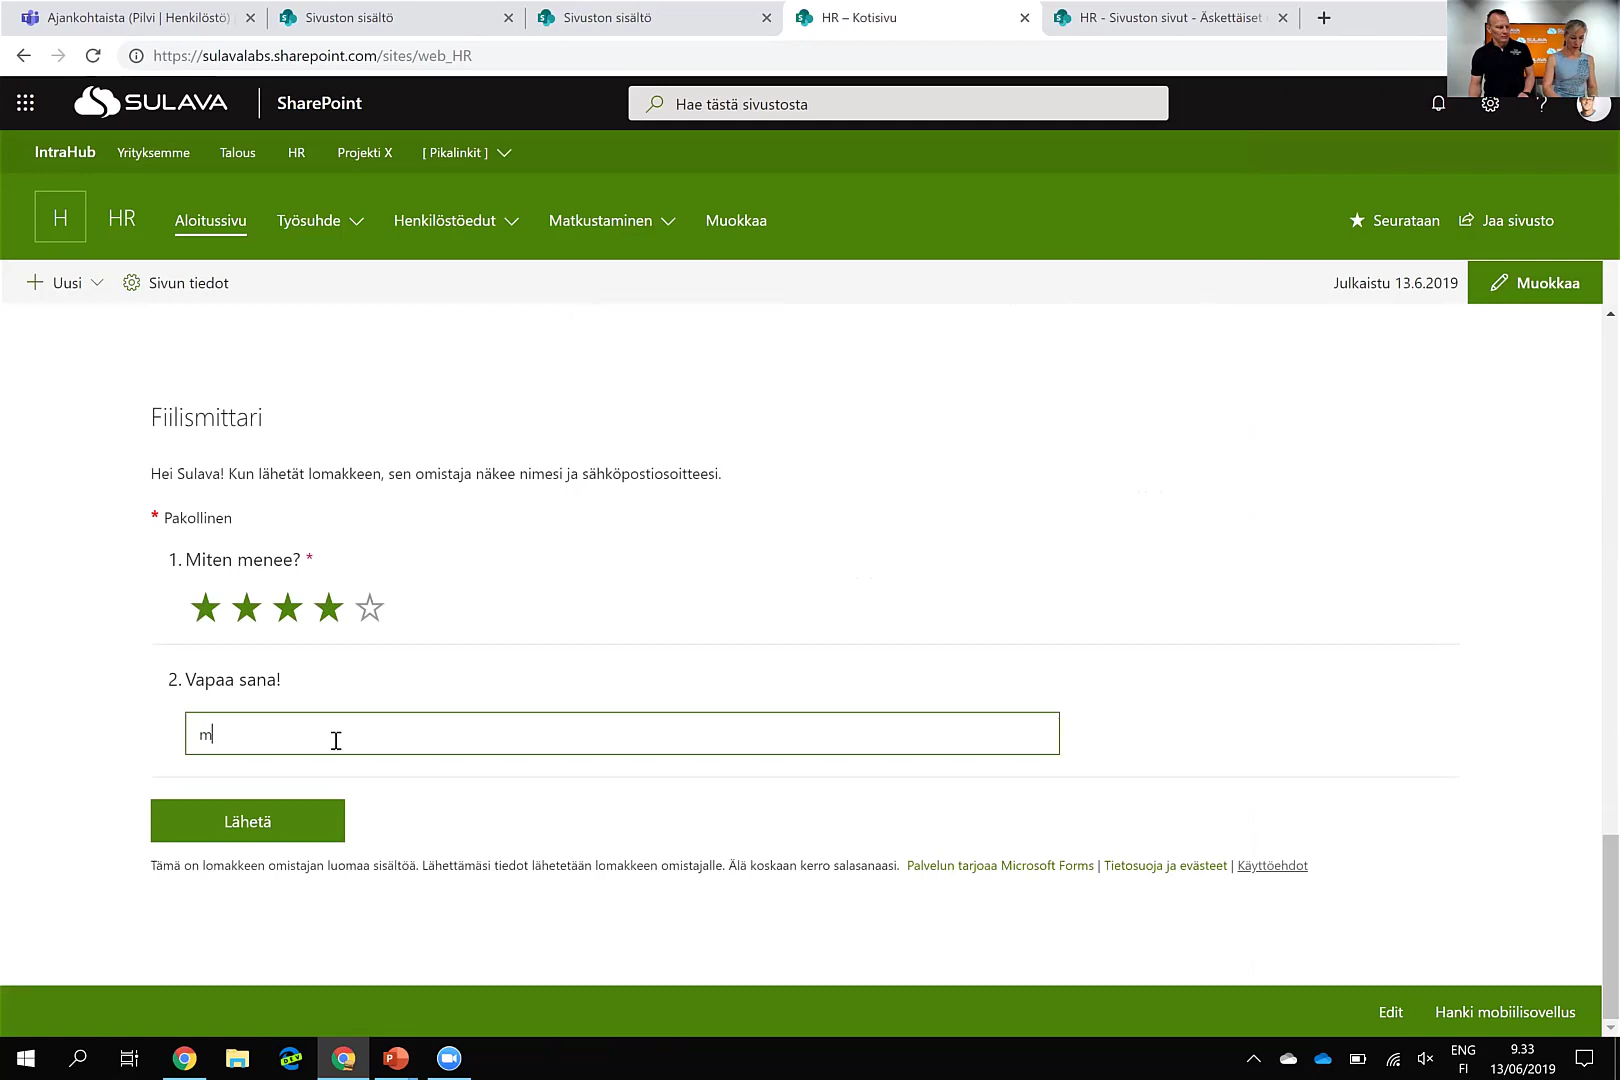 Ajankohtaista (Pilvi | Henkilöstö)
Sivuston sisältö
Sivuston sisältö
HR – Kotisivu
HR - Sivuston sivut - Äskettäiset
https://sulavalabs.sharepoint.com/sites/web_HR
SULAVA
SharePoint
Hae tästä sivustosta
IntraHub
Yrityksemme
Talous
HR
Projekti X
[ Pikalinkit ]
H
HR
Aloitussivu
Työsuhde
Henkilöstöedut
Matkustaminen
Muokkaa
Seurataan
Jaa sivusto
Uusi
Sivun tiedot
Julkaistu 13.6.2019
Muokkaa
Fiilismittari
Hei Sulava! Kun lähetät lomakkeen, sen omistaja näkee nimesi ja sähköpostiosoitteesi.
* Pakollinen
1. Miten menee? *
2. Vapaa sana!
m
Lähetä
Tämä on lomakkeen omistajan luomaa sisältöä. Lähettämäsi tiedot lähetetään lomakkeen omistajalle. Älä koskaan kerro salasanaasi. Palvelun tarjoaa Microsoft Forms | Tietosuoja ja evästeet | Käyttöehdot
Edit
Hanki mobiilisovellus
ENG
FI
9.33
13/06/2019